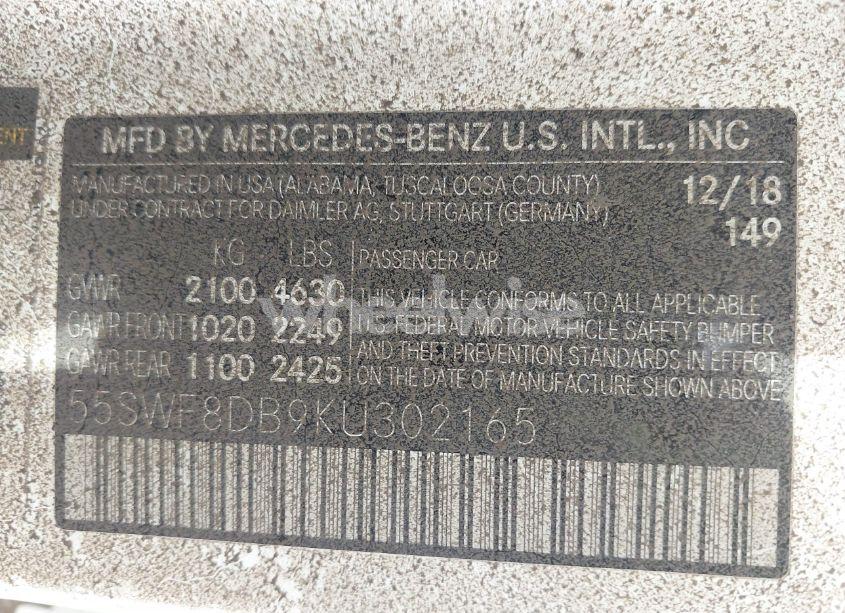 ENT
MFD BY MERCEDES-BENZ U.S. INTL., INC
MANUFACTURED IN USA (ALABAMA, TUSCALOOSA COUNTY)
UNDER CONTRACT FOR DAIMLER AG, STUTTGART (GERMANY)
12/18
149
KG LBS
GVWR 2100 4630
GAWR FRONT 1020 2249
GAWR REAR 1100 2425
PASSENGER CAR
THIS VEHICLE CONFORMS TO ALL APPLICABLE
FEDERAL MOTOR VEHICLE SAFETY BUMPER
AND THEFT PREVENTION STANDARDS IN EFFECT
ON THE DATE OF MANUFACTURE SHOWN ABOVE
55SWF8DB9KU302165
wheelwise